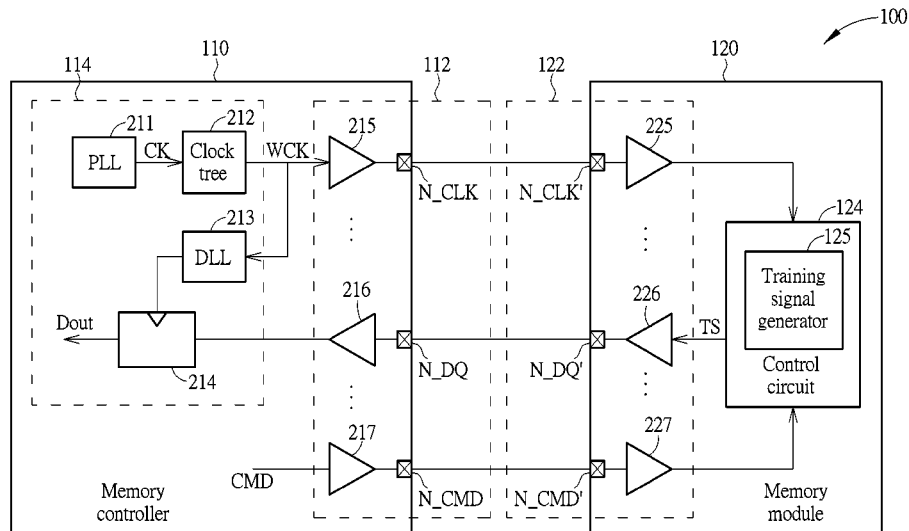 100
110
120
114
112
122
211
212
215
225
PLL
CK
Clock
tree
WCK
N_CLK
N_CLK'
213
DLL
124
125
Training
signal
generator
Control
circuit
216
226
TS
Dout
214
N_DQ
N_DQ'
217
227
CMD
N_CMD
N_CMD'
Memory
controller
Memory
module